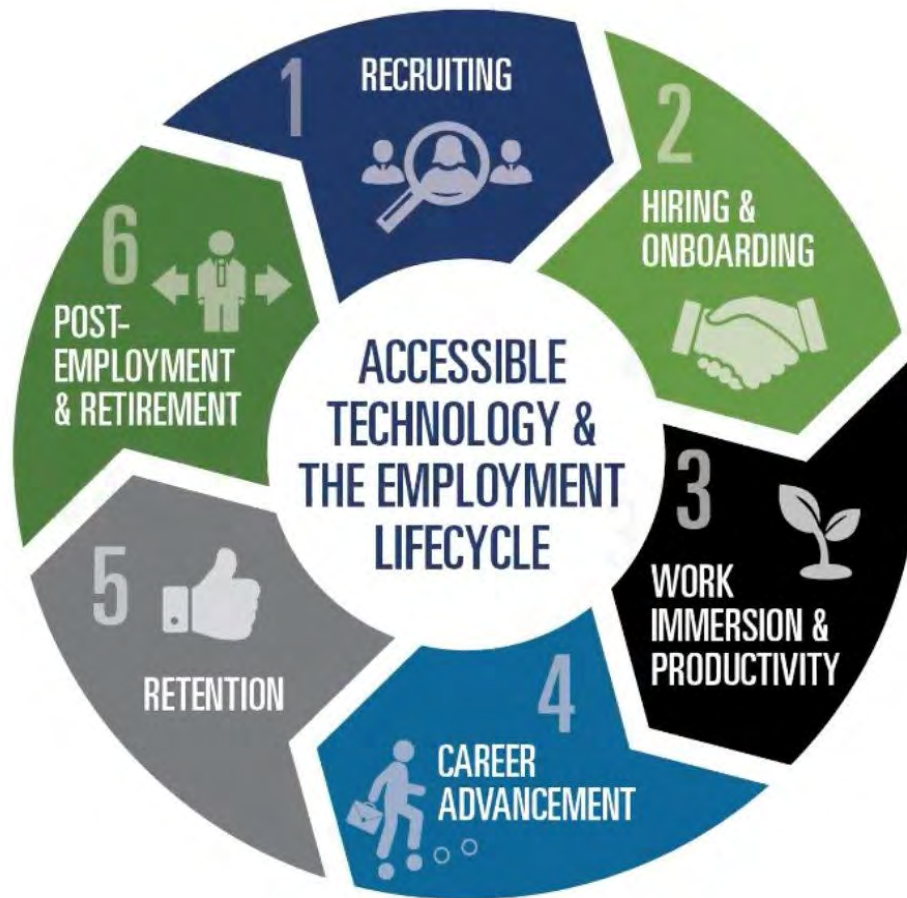 1
RECRUITING
2
HIRING &
ONBOARDING
3
WORK
IMMERSION &
PRODUCTIVITY
4
CAREER
ADVANCEMENT
5
RETENTION
6
POST-
EMPLOYMENT
& RETIREMENT
ACCESSIBLE
TECHNOLOGY &
THE EMPLOYMENT
LIFECYCLE